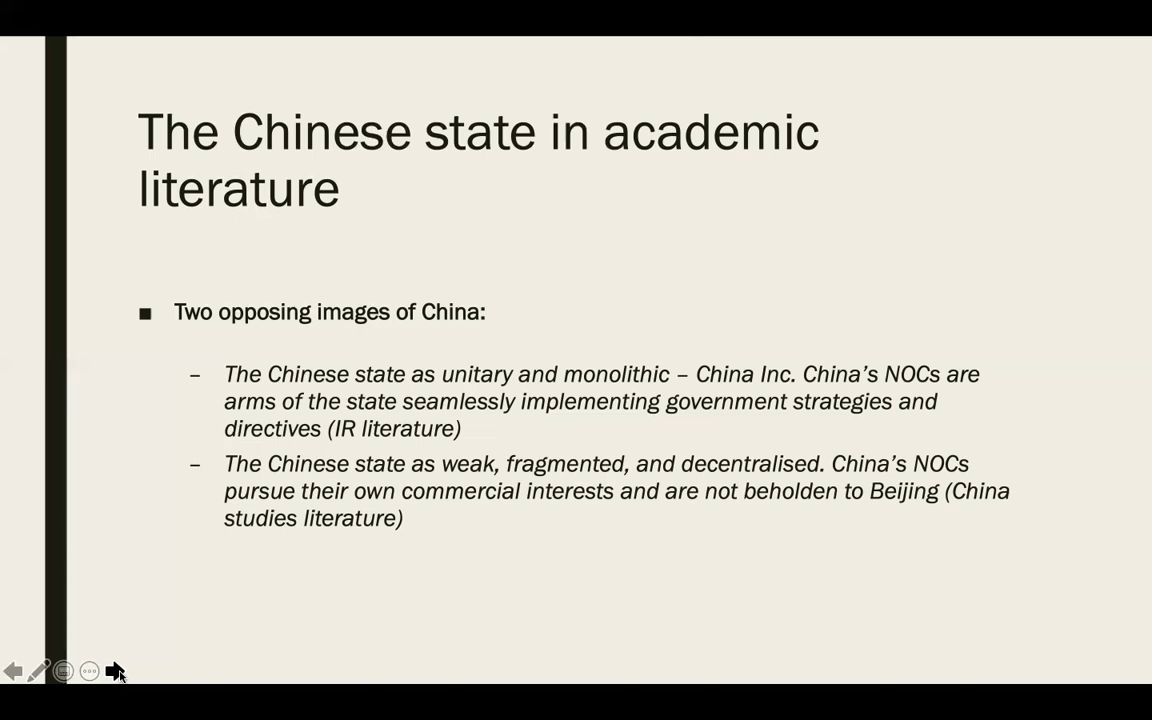 The Chinese state in academic
literature
■ Two opposing images of China:
– The Chinese state as unitary and monolithic – China Inc. China’s NOCs are
arms of the state seamlessly implementing government strategies and
directives (IR literature)
– The Chinese state as weak, fragmented, and decentralised. China’s NOCs
pursue their own commercial interests and are not beholden to Beijing (China
studies literature)